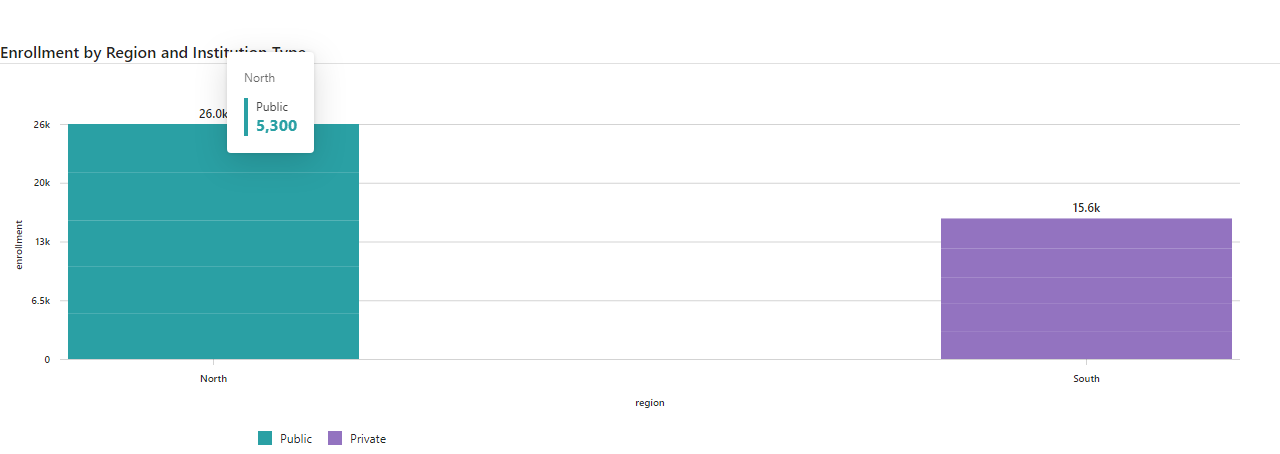 Enrollment by Region and Institution Type
North
Public
5,300
26.0k
15.6k
26k
20k
13k
6.5k
0
enrollment
North
South
region
Public
Private